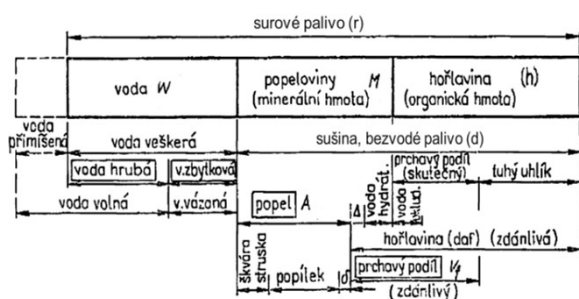 surové palivo (r)
voda W
popeloviny M
(minerální hmota)
hořlavina (h)
(organická hmota)
voda
přimíšená
voda veškerá
sušina, bezvodé palivo (d)
voda hrubá
v.zbytková
voda volná
v.vázaná
popel A
Δ
voda
hydrát.
voda
prchavý podíl
(skutečný)
tuhý uhlík
hořlavina (daf) (zdánlivá)
škvára
struska
popílek
δ
prchavý podíl
(zdánlivý)